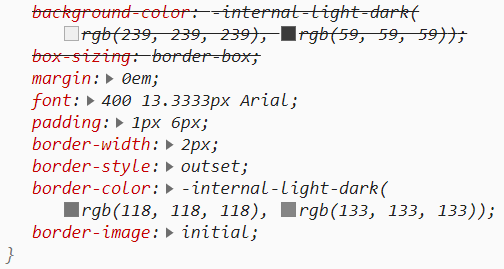 background-color: -internal-light-dark(
rgb(239, 239, 239), rgb(59, 59, 59));
box-sizing: border-box;
margin: 0em;
font: 400 13.3333px Arial;
padding: 1px 6px;
border-width: 2px;
border-style: outset;
border-color: -internal-light-dark(
rgb(118, 118, 118), rgb(133, 133, 133));
border-image: initial;
}